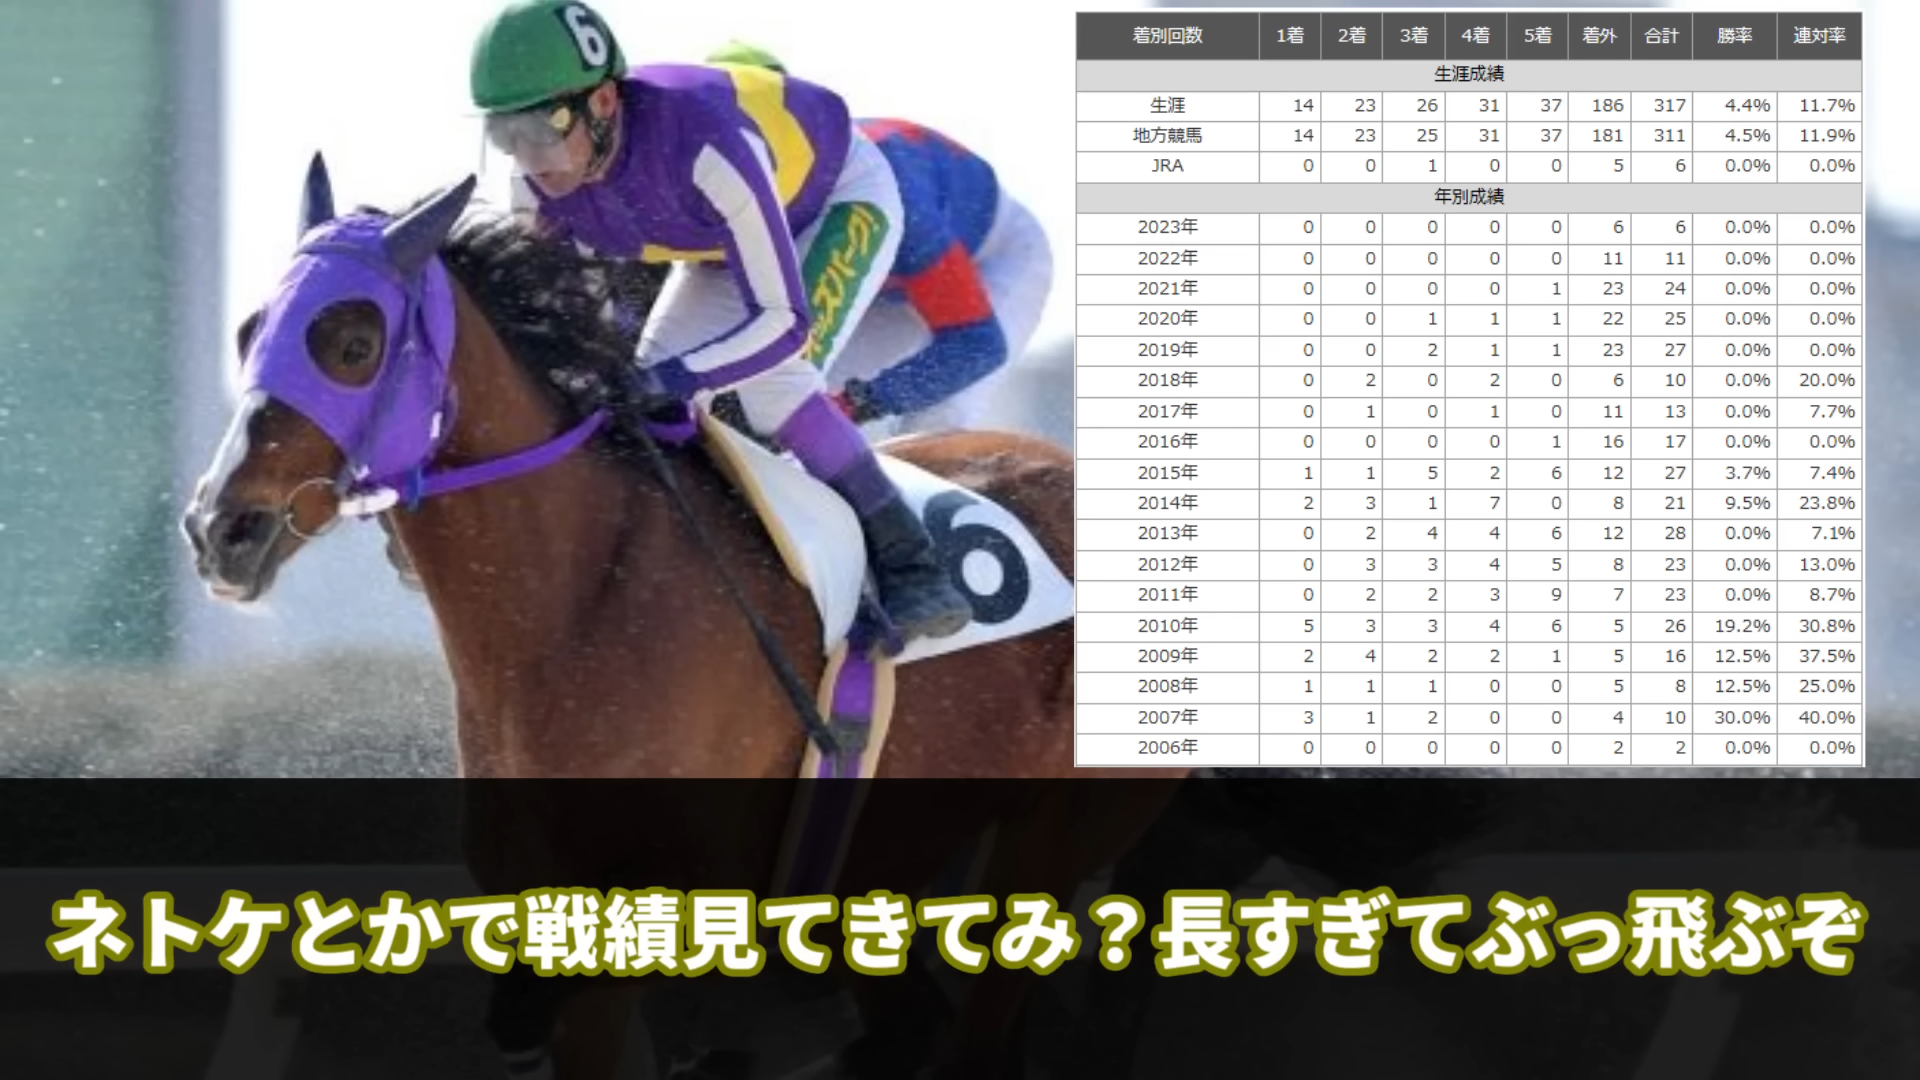 6
オッズパーク!
6
着別回数 1着 2着 3着 4着 5着 着外 合計 勝率 連対率
生涯成績
生涯 14 23 26 31 37 186 317 4.4% 11.7%
地方競馬 14 23 25 31 37 181 311 4.5% 11.9%
JRA 0 0 1 0 0 5 6 0.0% 0.0%
年別成績
2023年 0 0 0 0 0 6 6 0.0% 0.0%
2022年 0 0 0 0 0 11 11 0.0% 0.0%
2021年 0 0 0 0 1 23 24 0.0% 0.0%
2020年 0 0 1 1 1 22 25 0.0% 0.0%
2019年 0 0 2 1 1 23 27 0.0% 0.0%
2018年 0 2 0 2 0 6 10 0.0% 20.0%
2017年 0 1 0 1 0 11 13 0.0% 7.7%
2016年 0 0 0 0 1 16 17 0.0% 0.0%
2015年 1 1 5 2 6 12 27 3.7% 7.4%
2014年 2 3 1 7 0 8 21 9.5% 23.8%
2013年 0 2 4 4 6 12 28 0.0% 7.1%
2012年 0 3 3 4 5 8 23 0.0% 13.0%
2011年 0 2 2 3 9 7 23 0.0% 8.7%
2010年 5 3 3 4 6 5 26 19.2% 30.8%
2009年 2 4 2 2 1 5 16 12.5% 37.5%
2008年 1 1 1 0 0 5 8 12.5% 25.0%
2007年 3 1 2 0 0 4 10 30.0% 40.0%
2006年 0 0 0 0 0 2 2 0.0% 0.0%
ネトケとかで戦績見てきてみ？長すぎてぶっ飛ぶぞ